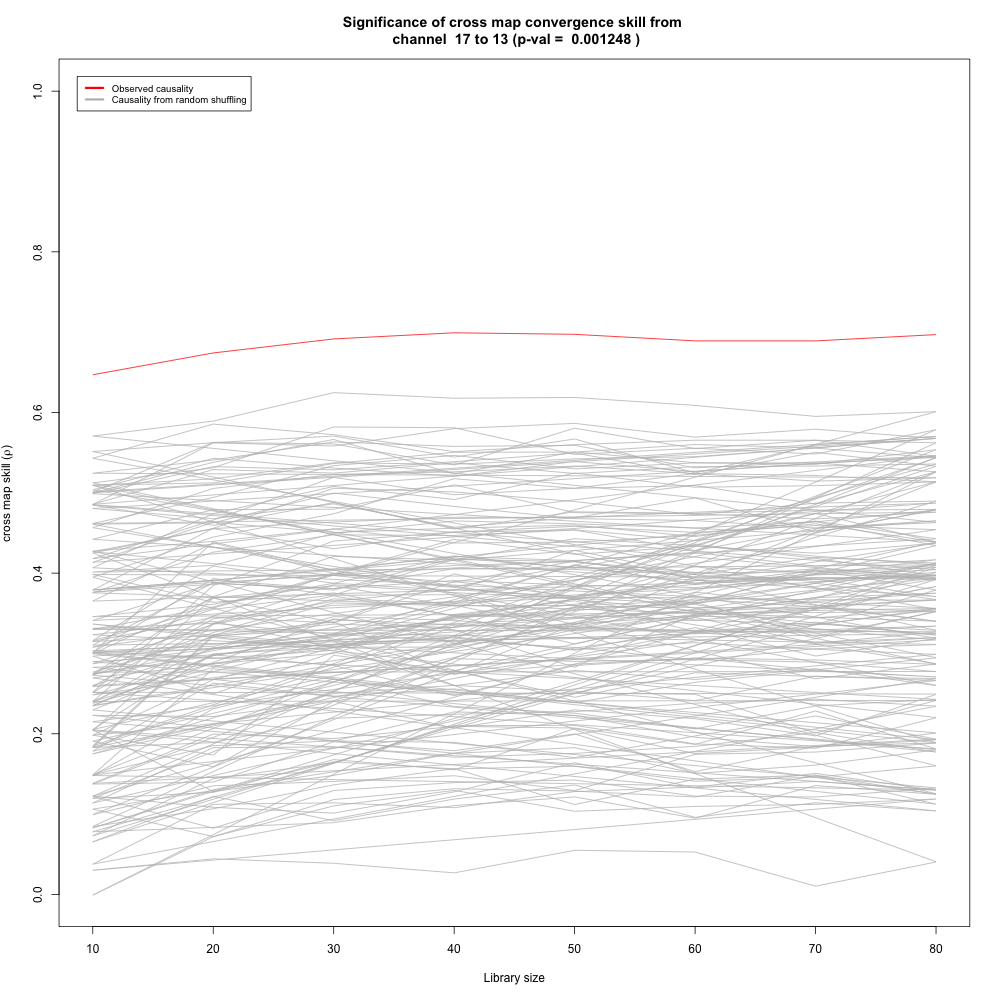 Significance of cross map convergence skill from
channel  17 to 13 (p-val =  0.001248 )
Observed causality
Causality from random shuffling
1.0
0.8
0.6
0.4
0.2
0.0
cross map skill (ρ)
10 20 30 40 50 60 70 80
Library size